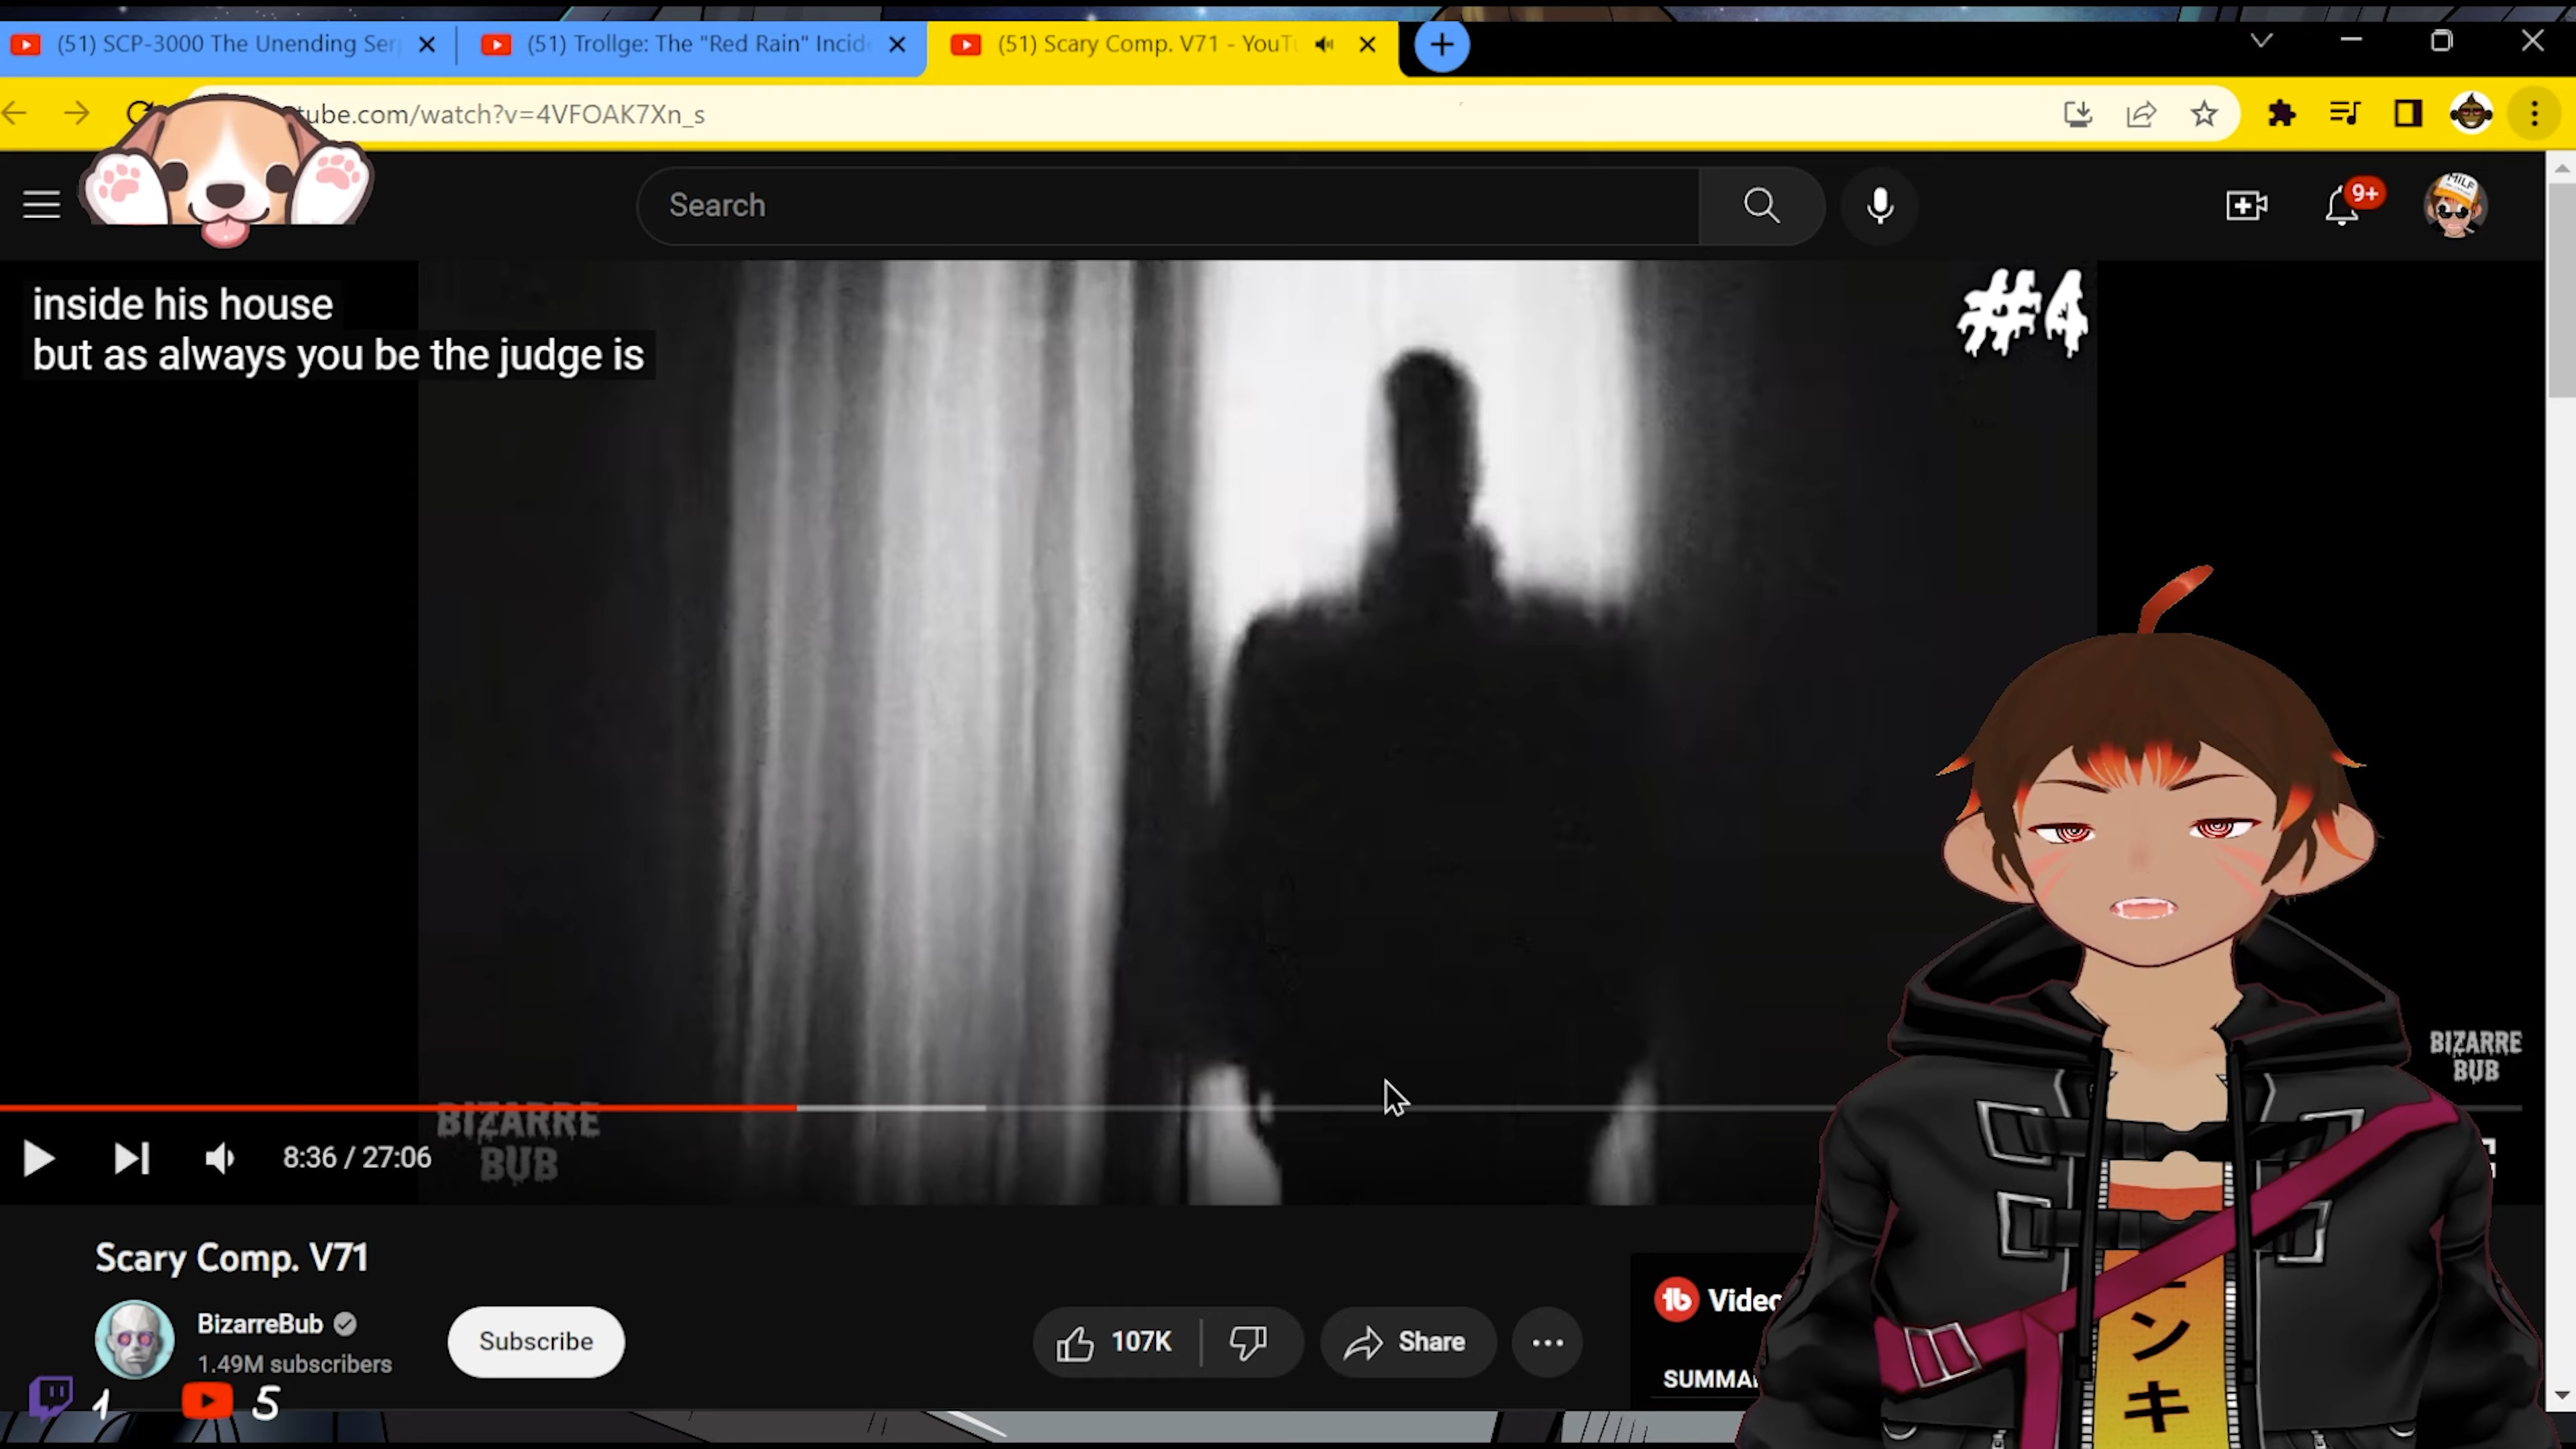 (51) SCP-3000 The Unending Ser
(51) Trollge: The "Red Rain" Incid
(51) Scary Comp. V71 - YouTu
tube.com/watch?v=4VFOAK7Xn_s
Search
9+
MILF
inside his house
but as always you be the judge is
#4
BIZARRE
BUB
BIZARRE
BUB
8:36 / 27:06
Scary Comp. V71
BizarreBub
1.49M subscribers
Subscribe
107K
Share
Video
SUMMA
1
5
ンキ